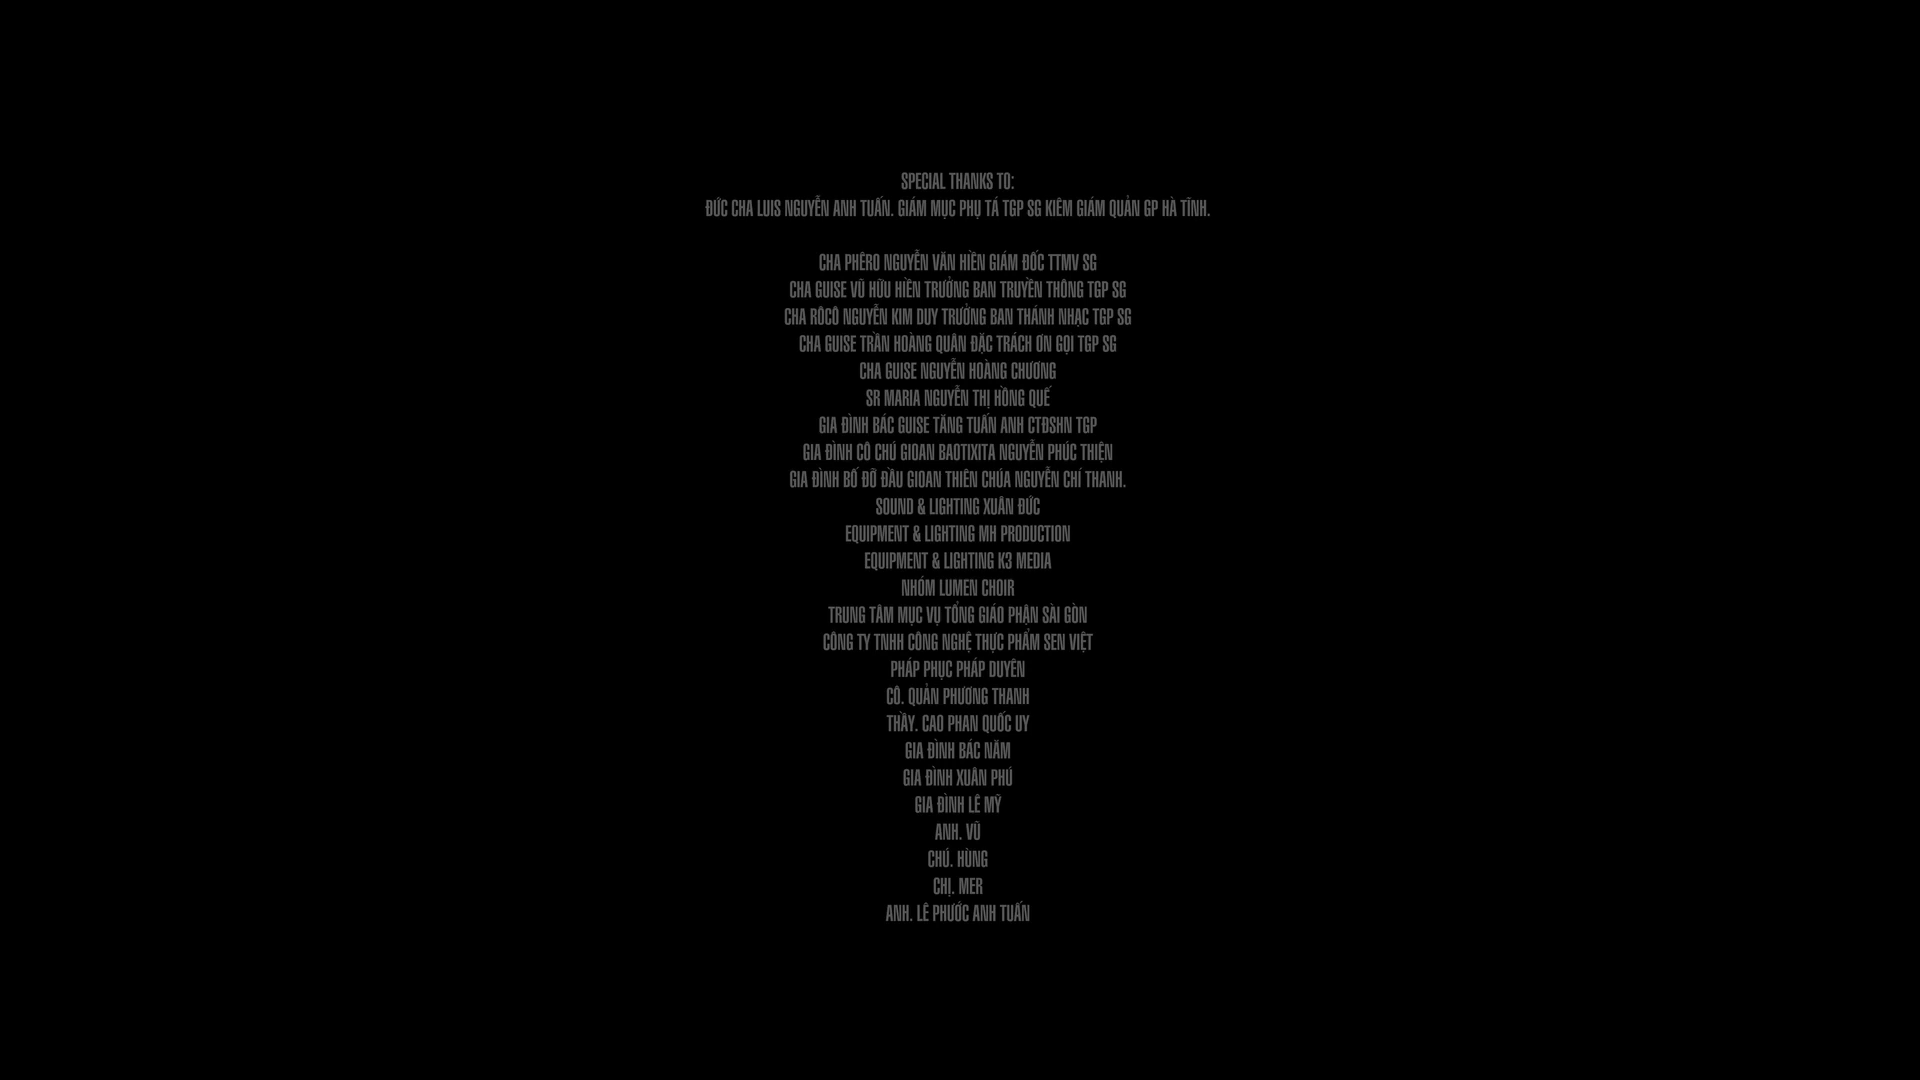 SPECIAL THANKS TO:
ĐỨC CHA LUIS NGUYỄN ANH TUẤN. GIÁM MỤC PHỤ TÁ TGP SG KIÊM GIÁM QUẢN GP HÀ TĨNH.
CHA PHÊRO NGUYỄN VĂN HIỀN GIÁM ĐỐC TTMV SG
CHA GUISE VŨ HỮU HIỀN TRƯỞNG BAN TRUYỀN THÔNG TGP SG
CHA RÔCÔ NGUYỄN KIM DUY TRƯỞNG BAN THÁNH NHẠC TGP SG
CHA GUISE TRẦN HOÀNG QUÂN ĐẶC TRÁCH ƠN GỌI TGP SG
CHA GUISE NGUYỄN HOÀNG CHƯƠNG
SR MARIA NGUYỄN THỊ HỒNG QUẾ
GIA ĐÌNH BÁC GUISE TĂNG TUẤN ANH CTĐSHN TGP
GIA ĐÌNH CÔ CHÚ GIOAN BAOTIXITA NGUYỄN PHÚC THIỆN
GIA ĐÌNH BỐ ĐỠ ĐẦU GIOAN THIÊN CHÚA NGUYỄN CHÍ THANH.
SOUND & LIGHTING XUÂN ĐỨC
EQUIPMENT & LIGHTING MH PRODUCTION
EQUIPMENT & LIGHTING K3 MEDIA
NHÓM LUMEN CHOIR
TRUNG TÂM MỤC VỤ TỔNG GIÁO PHẬN SÀI GÒN
CÔNG TY TNHH CÔNG NGHỆ THỰC PHẨM SEN VIỆT
PHÁP PHỤC PHÁP DUYÊN
CÔ. QUẢN PHƯƠNG THANH
THẦY. CAO PHAN QUỐC UY
GIA ĐÌNH BÁC NĂM
GIA ĐÌNH XUÂN PHÚ
GIA ĐÌNH LÊ MỸ
ANH. VŨ
CHÚ. HÙNG
CHỊ. MER
ANH. LÊ PHƯỚC ANH TUẤN